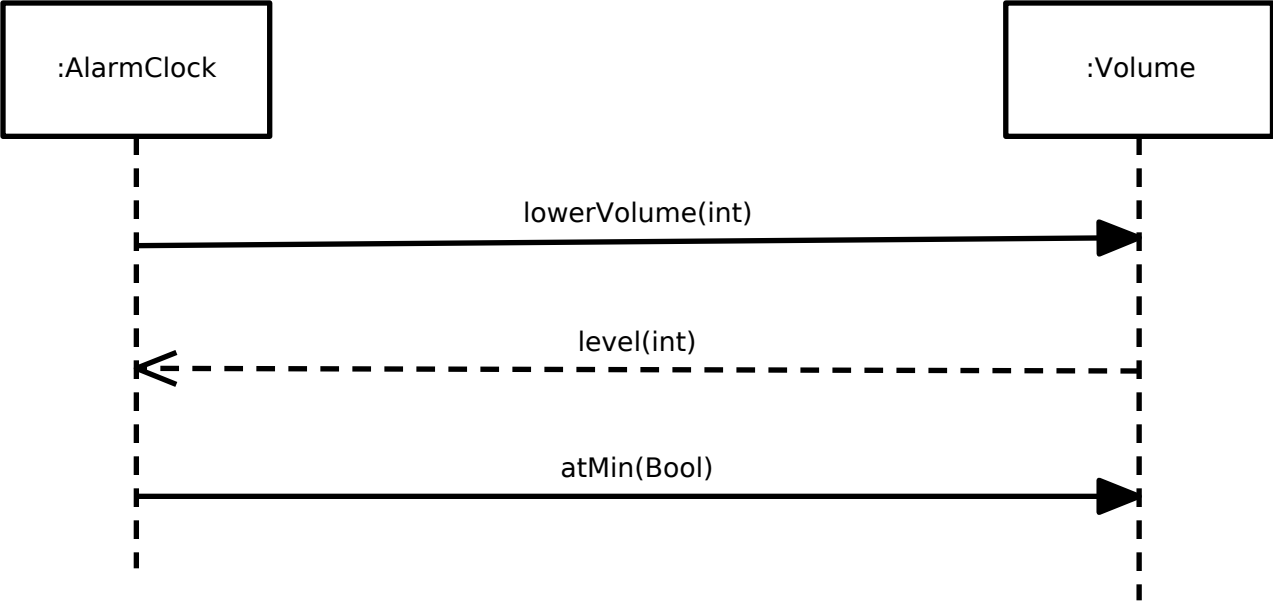 :AlarmClock
:Volume
lowerVolume(int)
level(int)
atMin(Bool)